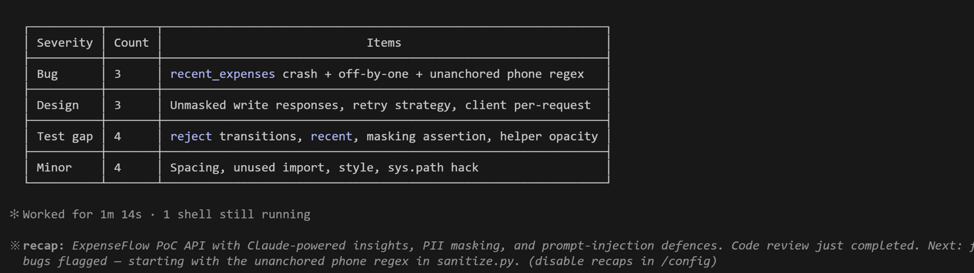 Severity Count Items
Bug 3 recent_expenses crash + off-by-one + unanchored phone regex
Design 3 Unmasked write responses, retry strategy, client per-request
Test gap 4 reject transitions, recent, masking assertion, helper opacity
Minor 4 Spacing, unused import, style, sys.path hack
✻ Worked for 1m 14s · 1 shell still running
※ recap: ExpenseFlow PoC API with Claude-powered insights, PII masking, and prompt-injection defences. Code review just completed. Next:
bugs flagged — starting with the unanchored phone regex in sanitize.py. (disable recaps in /config)